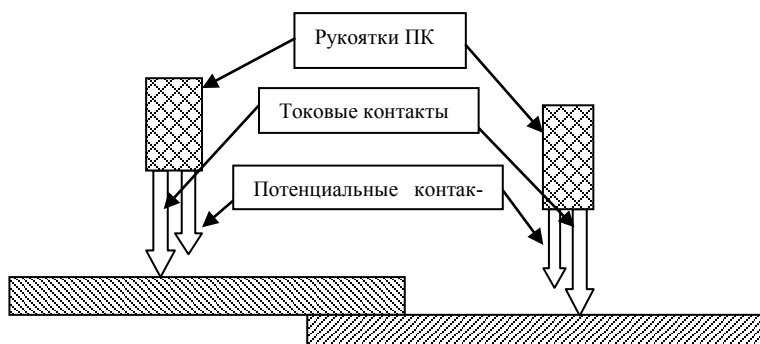 Рукоятки ПК
Токовые контакты
Потенциальные контак-